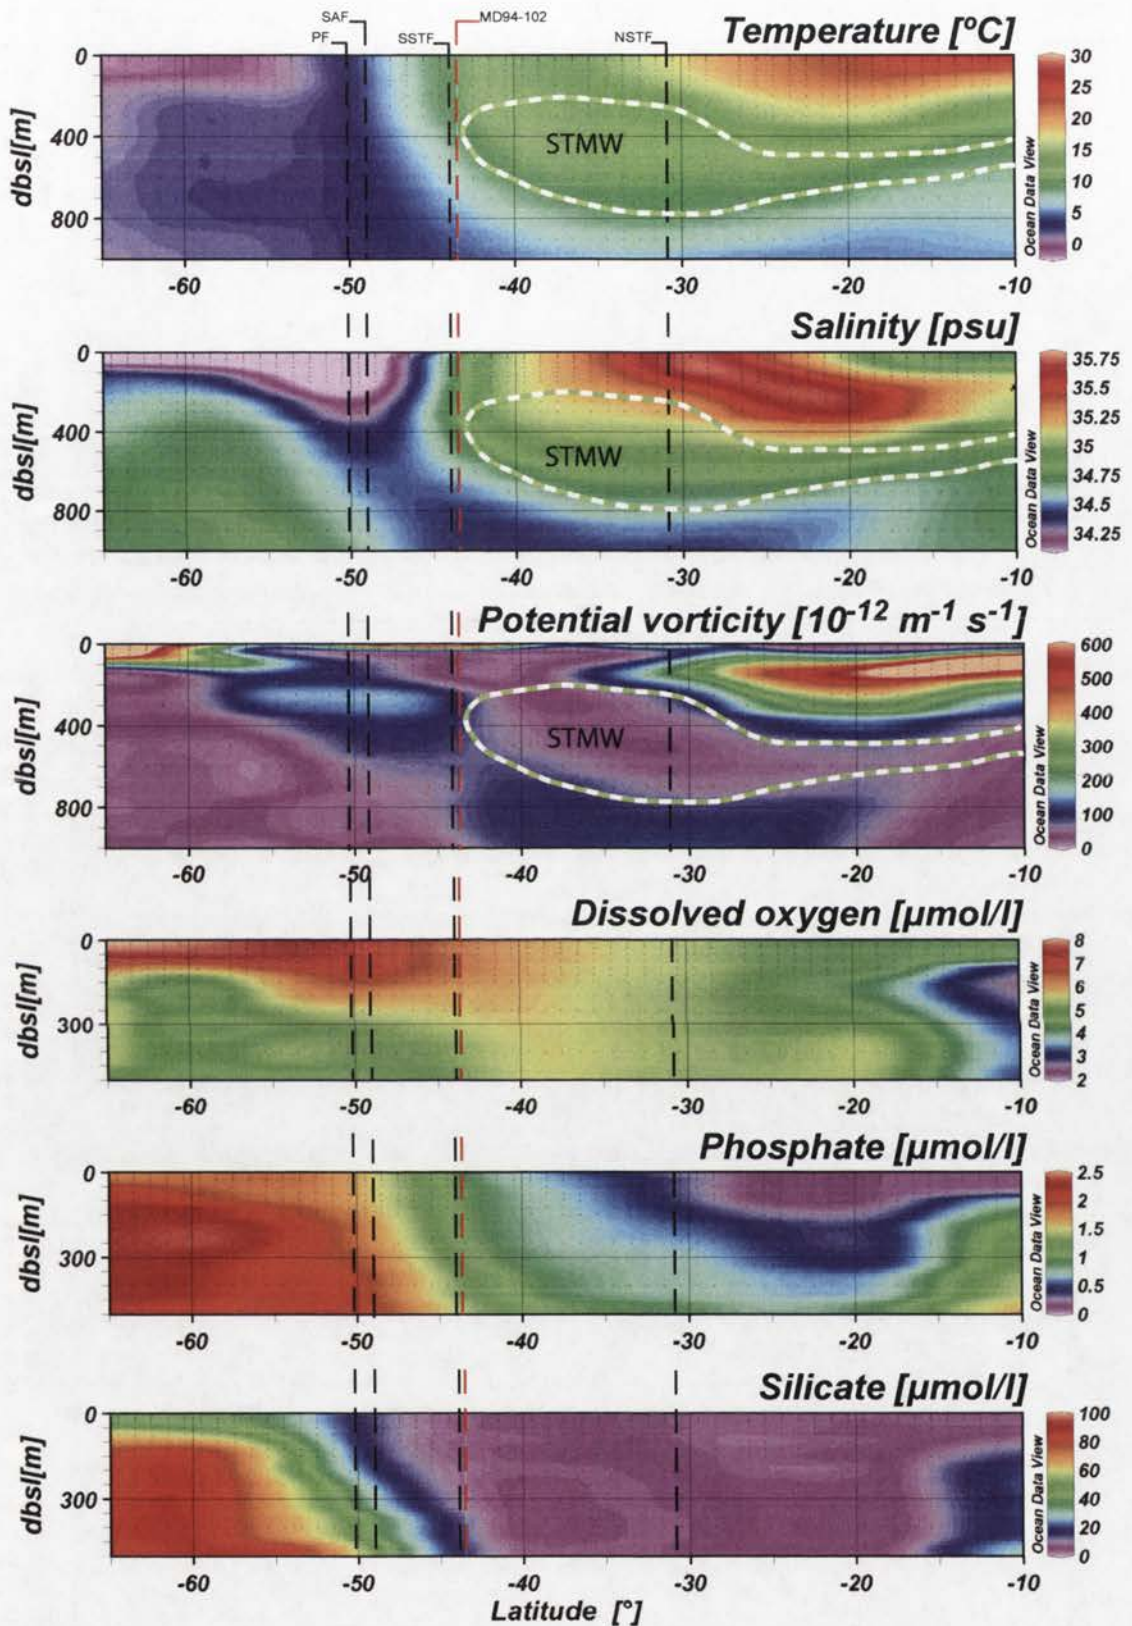 SAF
MD94-102
PF
SSTF
NSTF
Temperature [ºC]
0
400
800
dbsl[m]
STMW
-60 -50 -40 -30 -20 -10
30
25
20
15
10
5
0
Ocean Data View
Salinity [psu]
0
400
800
dbsl[m]
STMW
-60 -50 -40 -30 -20 -10
35.75
35.5
35.25
35
34.75
34.5
34.25
Ocean Data View
Potential vorticity [10-12 m-1 s-1]
0
400
800
dbsl[m]
STMW
-60 -50 -40 -30 -20 -10
600
500
400
300
200
100
0
Ocean Data View
Dissolved oxygen [µmol/l]
0
300
dbsl[m]
-60 -50 -40 -30 -20 -10
8
7
6
5
4
3
2
Ocean Data View
Phosphate [µmol/l]
0
300
dbsl[m]
-60 -50 -40 -30 -20 -10
2.5
2
1.5
1
0.5
0
Ocean Data View
Silicate [µmol/l]
0
300
dbsl[m]
-60 -50 -40 -30 -20 -10
100
80
60
40
20
0
Ocean Data View
Latitude [°]